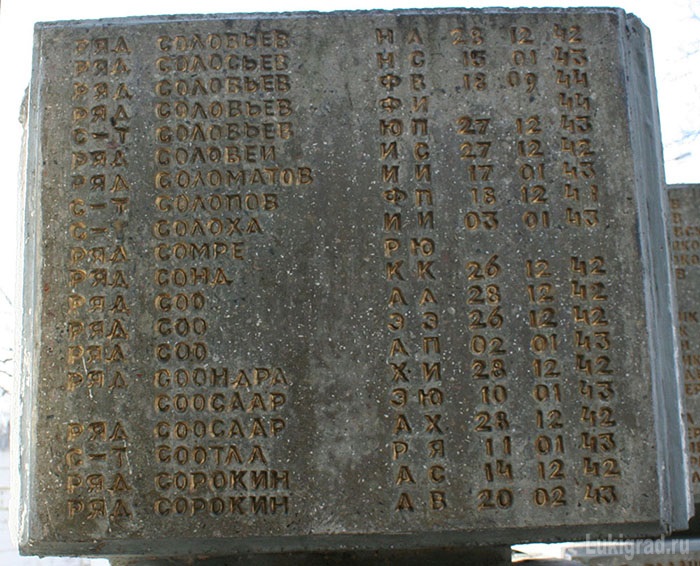 РЯД СОЛОВЬЕВ Н А 28 12 42
РЯД СОЛОСЬЕВ Н С 15 01 43
РЯД СОЛОВЬЕВ Ф В 18 09 44
РЯД СОЛОВЬЕВ Ф И 44
С-Т СОЛОВЬЕВ Ю П 27 12 43
РЯД СОЛОВЕИ И С 27 12 42
РЯД СОЛОМАТОВ И И 17 01 43
С-Т СОЛОПОВ Ф П 18 12 41
С-Т СОЛОХА И И 03 01 43
РЯД СОМРЕ Р Ю
РЯД СОНД К К 26 12 42
РЯД СОО А А 28 12 42
РЯД СОО Э Э 26 12 42
РЯД СОО А П 02 01 43
РЯД СООНДРА Х И 28 12 42
СООСААР Э Ю 10 01 43
РЯД СООСААР А Х 28 12 42
С-Т СООТЛА Р Я 11 01 43
РЯД СОРОКИН А С 14 12 42
РЯД СОРОКИН А В 20 02 43
Lukigrad.ru